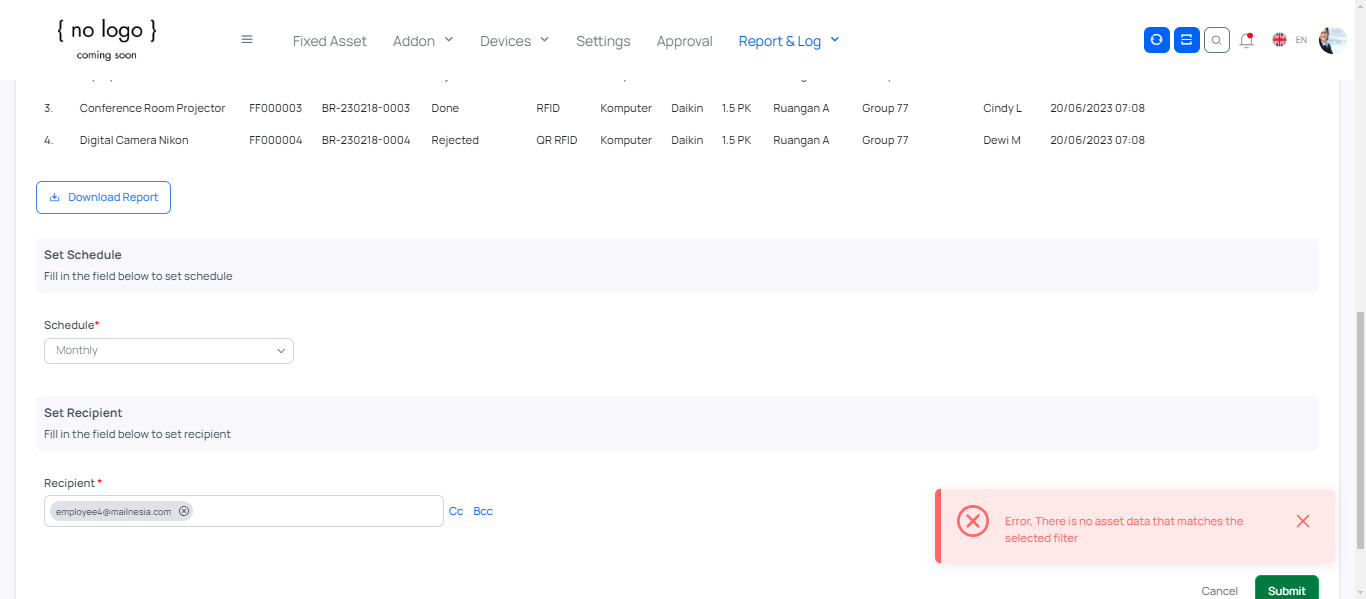 { no logo }
coming soon
Fixed Asset Addon Devices Settings Approval Report & Log EN
3. Conference Room Projector FF000003 BR-230218-0003 Done RFID Komputer Daikin 1.5 PK Ruangan A Group 77 Cindy L 20/06/2023 07:08
4. Digital Camera Nikon FF000004 BR-230218-0004 Rejected QR RFID Komputer Daikin 1.5 PK Ruangan A Group 77 Dewi M 20/06/2023 07:08
Download Report
Set Schedule
Fill in the field below to set schedule
Schedule*
Monthly
Set Recipient
Fill in the field below to set recipient
Recipient *
employee4@mailnesia.com Cc Bcc
Error, There is no asset data that matches the
selected filter
Cancel Submit